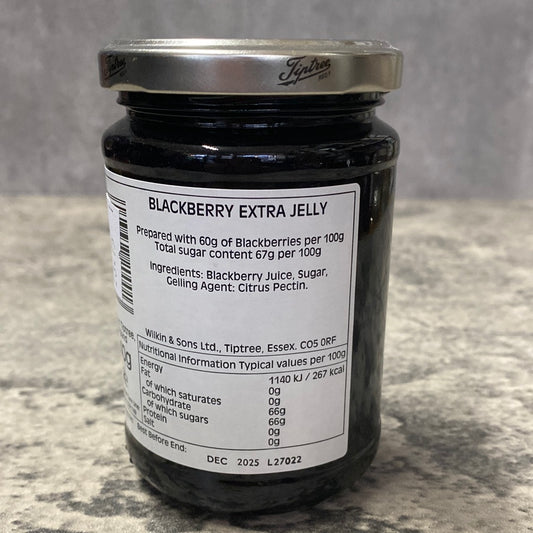 Tiptree
Tiptree
BLACKBERRY EXTRA JELLY
Prepared with 60g of Blackberries per 100g
Total sugar content 67g per 100g
Ingredients: Blackberry Juice, Sugar,
Gelling Agent: Citrus Pectin.
Wilkin & Sons Ltd., Tiptree, Essex. CO5 0RF
Nutritional Information Typical values per 100g
Energy 1140 kJ / 267 kcal
Fat 0g
of which saturates 0g
Carbohydrate 66g
of which sugars 66g
Protein 0g
Salt 0g
Best Before End:
DEC 2025 L27022